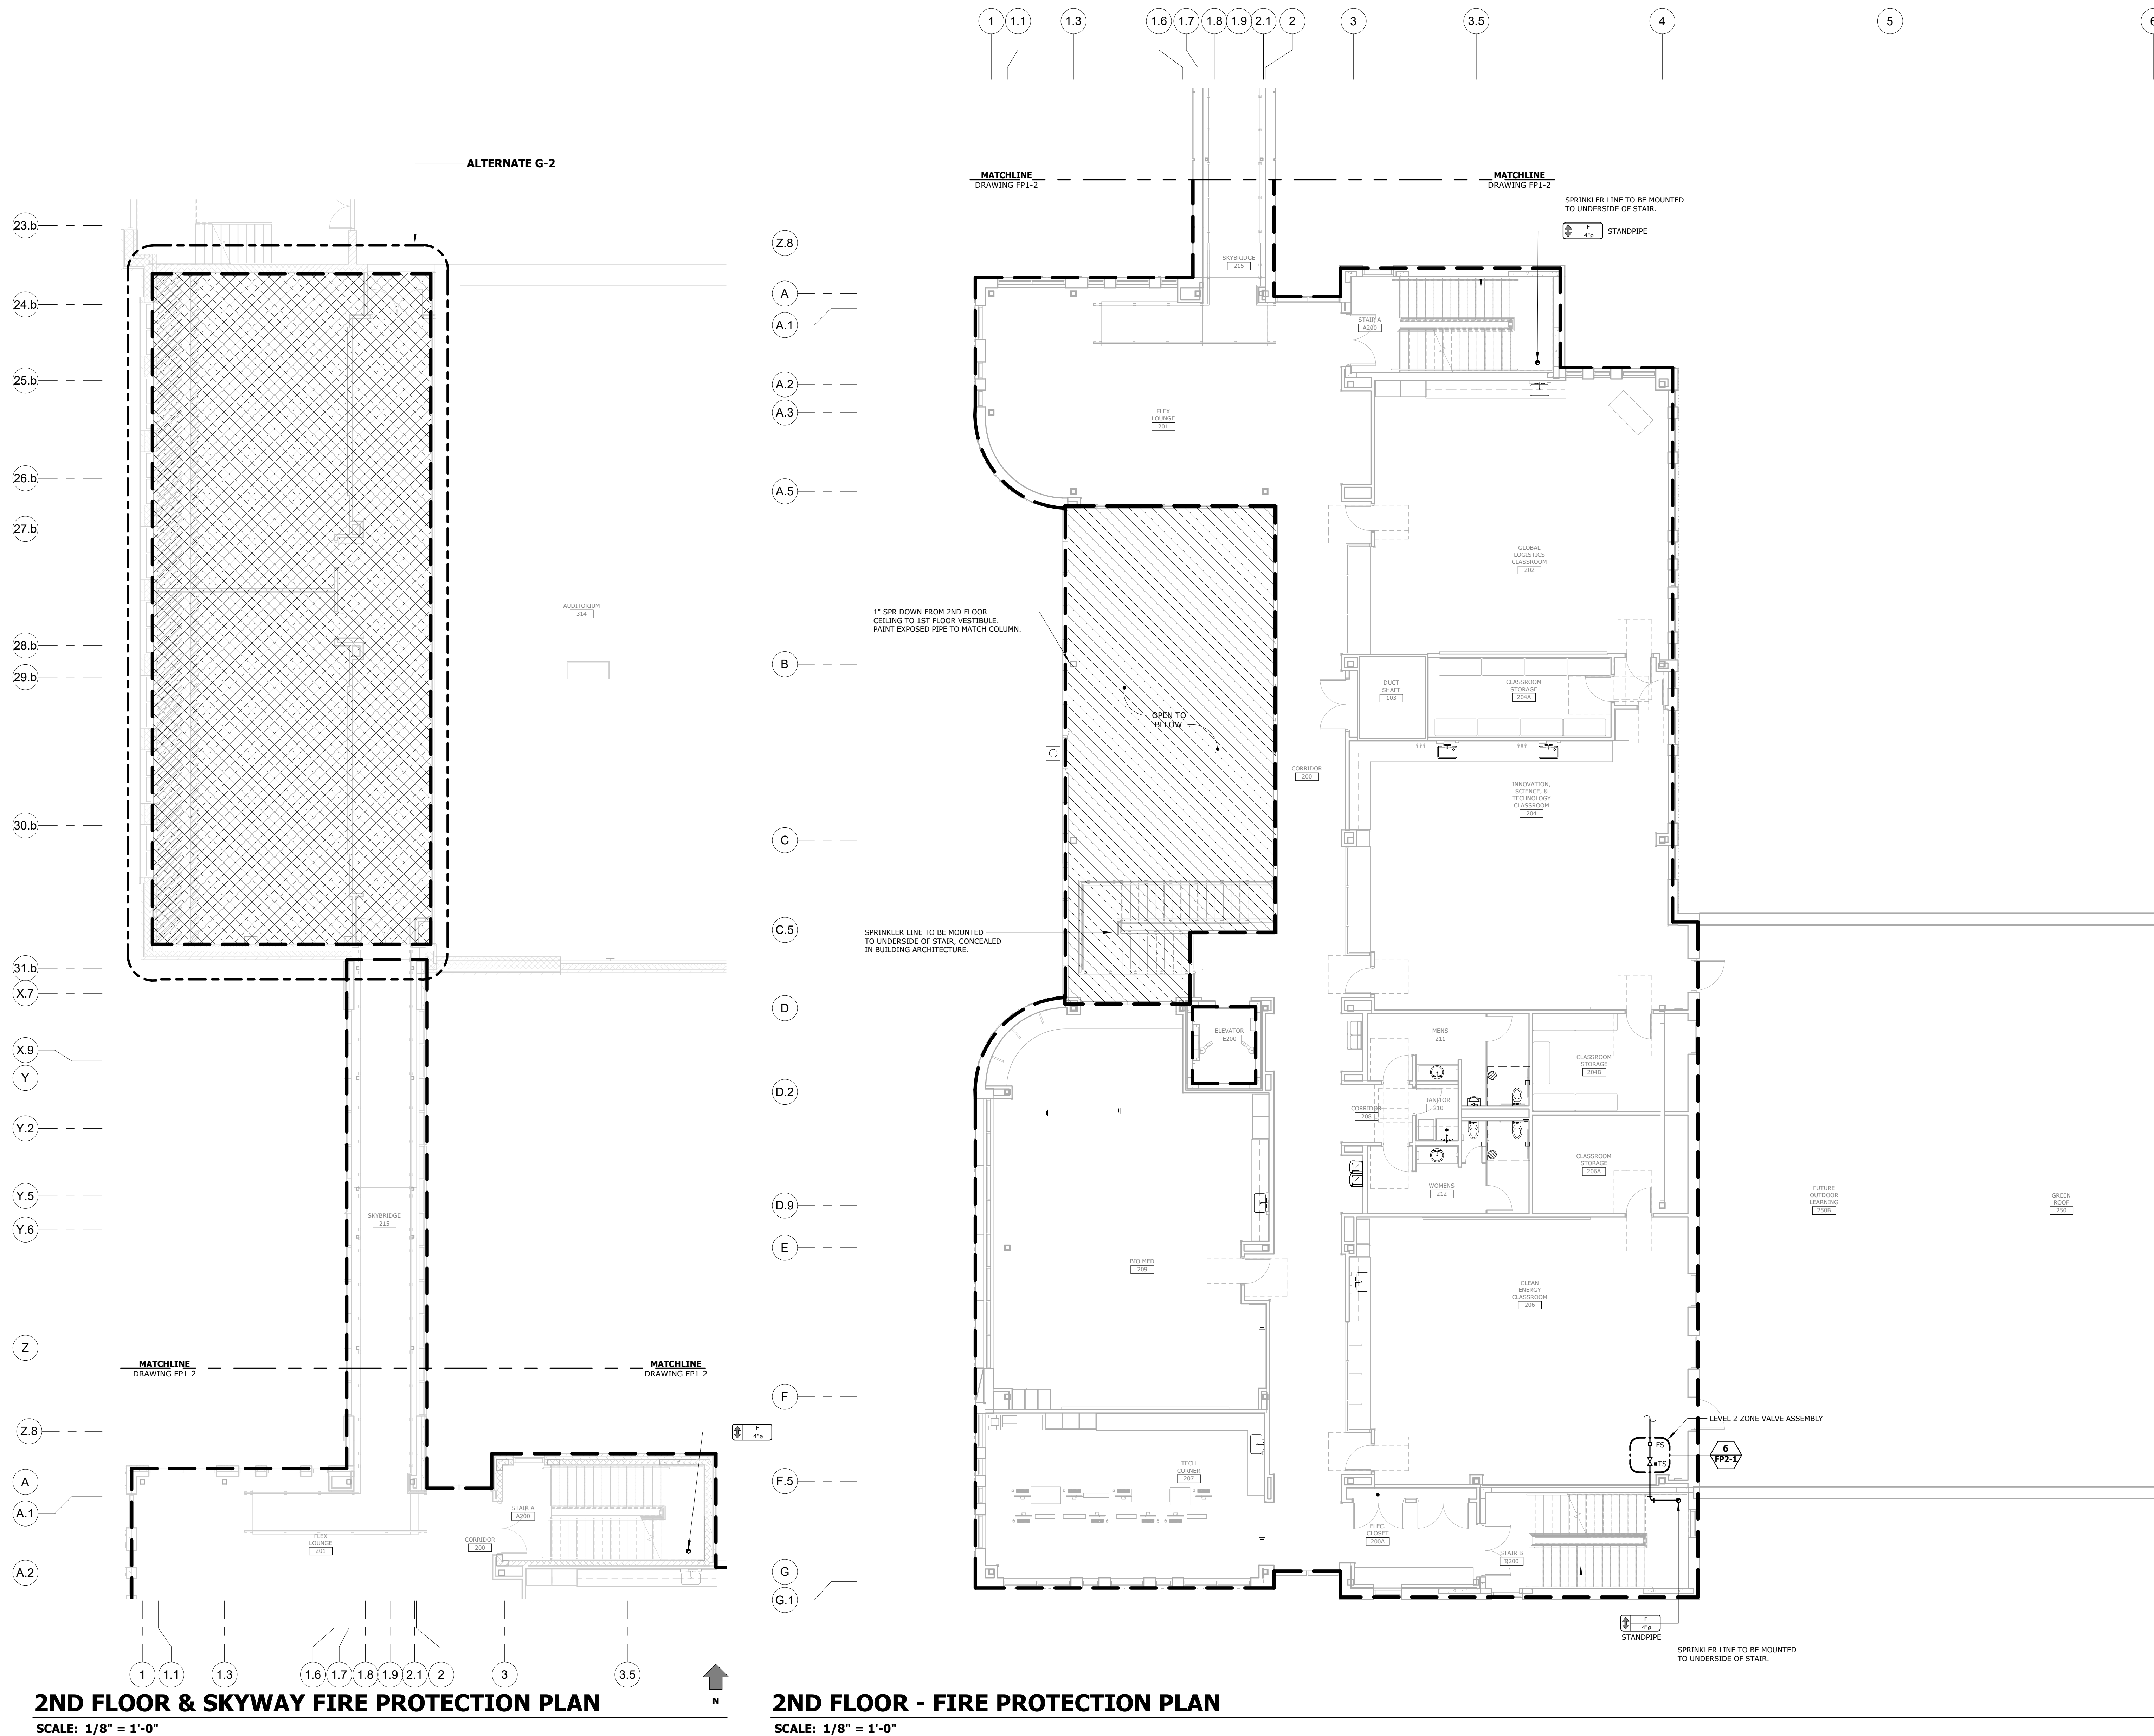 1
1.1
1.3
1.6
1.7
1.8
1.9
2.1
2
3
3.5
4
5
6
ALTERNATE G-2
23.b
24.b
25.b
26.b
27.b
28.b
29.b
30.b
31.b
X.7
X.9
Y
Y.2
Y.5
Y.6
Z
Z.8
A
A.1
A.2
AUDITORIUM
314
SKYBRIDGE
215
MATCHLINE
DRAWING FP1-2
MATCHLINE
DRAWING FP1-2
F
4"ø
STAIR A
A200
CORRIDOR
200
FLEX
LOUNGE
201
1
1.1
1.3
1.6
1.7
1.8
1.9
2.1
2
3
3.5
N
2ND FLOOR & SKYWAY FIRE PROTECTION PLAN
SCALE: 1/8" = 1'-0"
MATCHLINE
DRAWING FP1-2
MATCHLINE
DRAWING FP1-2
SPRINKLER LINE TO BE MOUNTED
TO UNDERSIDE OF STAIR.
F
4"ø
STANDPIPE
Z.8
A
A.1
A.2
A.3
A.5
B
C
C.5
D
D.2
D.9
E
F
F.5
G
G.1
SKYBRIDGE
215
STAIR A
A200
FLEX
LOUNGE
201
GLOBAL
LOGISTICS
CLASSROOM
202
1" SPR DOWN FROM 2ND FLOOR
CEILING TO 1ST FLOOR VESTIBULE.
PAINT EXPOSED PIPE TO MATCH COLUMN.
DUCT
SHAFT
103
CLASSROOM
STORAGE
204A
OPEN TO
BELOW
CORRIDOR
200
INNOVATION,
SCIENCE, &
TECHNOLOGY
CLASSROOM
204
SPRINKLER LINE TO BE MOUNTED
TO UNDERSIDE OF STAIR, CONCEALED
IN BUILDING ARCHITECTURE.
ELEVATOR
E200
MENS
211
CLASSROOM
STORAGE
204B
JANITOR
210
CORRIDOR
208
CLASSROOM
STORAGE
206A
WOMENS
212
FUTURE
OUTDOOR
LEARNING
250B
GREEN
ROOF
250
BIO MED
209
CLEAN
ENERGY
CLASSROOM
206
LEVEL 2 ZONE VALVE ASSEMBLY
FS
TS
6
FP2-1
TECH
CORNER
207
ELEC.
CLOSET
200A
STAIR B
B200
F
4"ø
STANDPIPE
SPRINKLER LINE TO BE MOUNTED
TO UNDERSIDE OF STAIR.
2ND FLOOR - FIRE PROTECTION PLAN
SCALE: 1/8" = 1'-0"